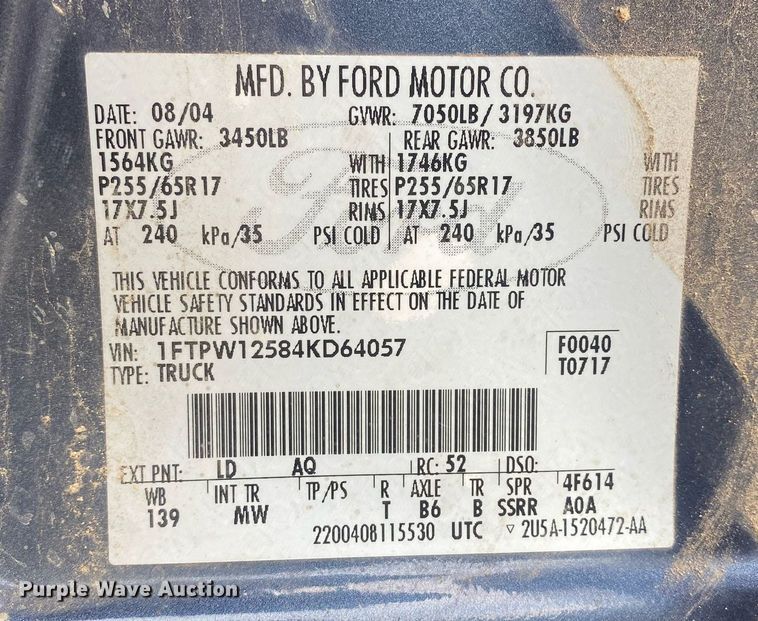 MFD. BY FORD MOTOR CO.
DATE: 08/04 GVWR: 7050LB/ 3197KG
FRONT GAWR: 3450LB REAR GAWR: 3850LB
1564KG WITH 1746KG WITH
P255/65R17 TIRES P255/65R17 TIRES
17X7.5J RIMS 17X7.5J RIMS
AT 240 kPa/35 PSI COLD AT 240 kPa/35 PSI COLD
Ford
THIS VEHICLE CONFORMS TO ALL APPLICABLE FEDERAL MOTOR
VEHICLE SAFETY STANDARDS IN EFFECT ON THE DATE OF
MANUFACTURE SHOWN ABOVE.
VIN: 1FTPW12584KD64057 F0040
TYPE: TRUCK T0717
EXT PNT: LD AQ RC: 52 DSO:
WB INT TR TP/PS R AXLE TR SPR 4F614
139 MW T B6 B SSRR A0A
2200408115530 UTC ▽ 2U5A-1520472-AA
Purple Wave Auction